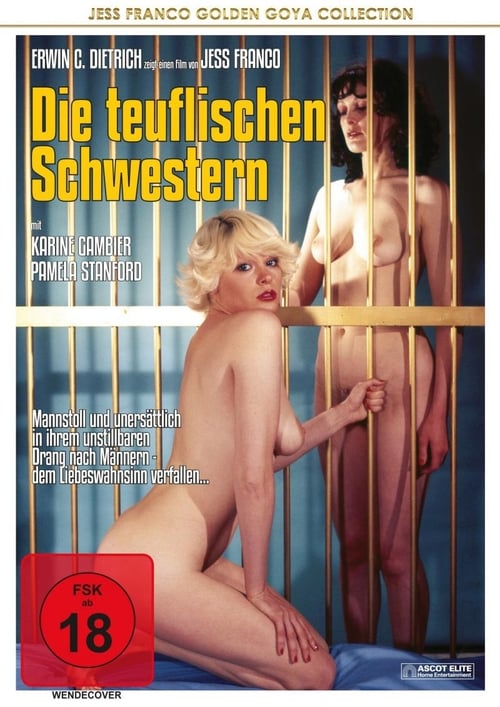 JESS FRANCO GOLDEN GOYA COLLECTION
ERWIN C. DIETRICH zeigt einen film von JESS FRANCO
Die teuflischen
Schwestern
mit
KARINE GAMBIER
PAMELA STANFORD
Mannstoll und unersättlich
in ihrem unstillbaren
Drang nach Männern -
dem Liebeswahnsinn verfallen...
FSK
ab
18
WENDECOVER
ASCOT ELITE
Home Entertainment